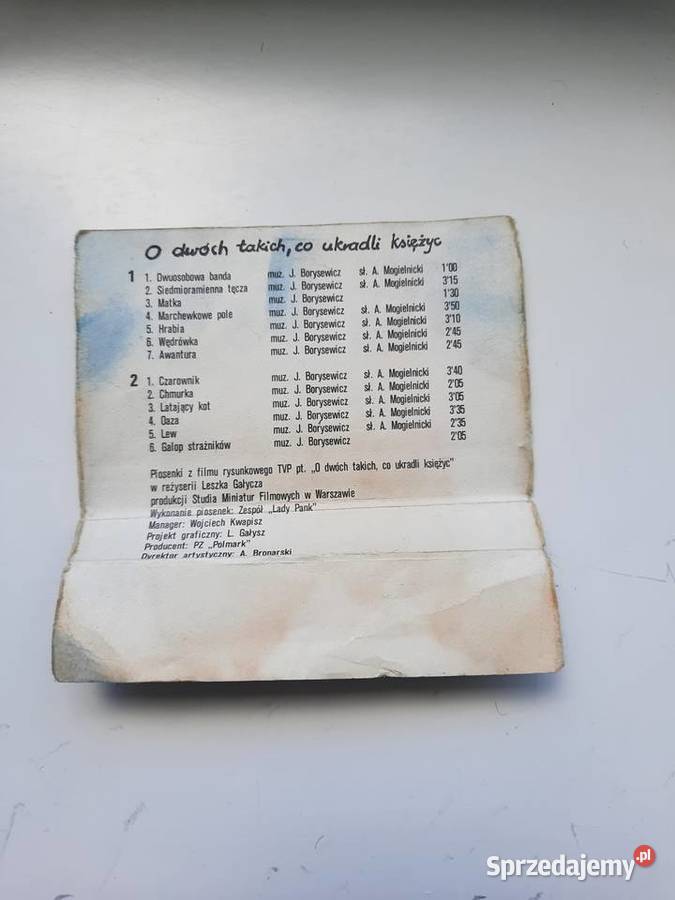 O dwóch takich, co ukradli księżyc
1 1. Dwuosobowa banda muz. J. Borysewicz sł. A. Mogielnicki 1'00
2. Siedmioramienna tęcza muz. J. Borysewicz sł. A. Mogielnicki 3'15
3. Matka muz. J. Borysewicz 1'30
4. Marchewkowe pole muz. J. Borysewicz sł. A. Mogielnicki 3'50
5. Hrabia muz. J. Borysewicz sł. A. Mogielnicki 3'10
6. Wędrówka muz. J. Borysewicz sł. A. Mogielnicki 2'45
7. Awantura muz. J. Borysewicz sł. A. Mogielnicki 2'45
2 1. Czarownik muz. J. Borysewicz sł. A. Mogielnicki 3'40
2. Chmurka muz. J. Borysewicz sł. A. Mogielnicki 2'05
3. Latający kot muz. J. Borysewicz sł. A. Mogielnicki 3'05
4. Oaza muz. J. Borysewicz sł. A. Mogielnicki 3'35
5. Lew muz. J. Borysewicz sł. A. Mogielnicki 2'35
6. Galop strażników muz. J. Borysewicz 2'05
Piosenki z filmu rysunkowego TVP pt. „O dwóch takich, co ukradli księżyc"
w reżyserii Leszka Gałycza
produkcji Studia Miniatur Filmowych w Warszawie
Wykonanie piosenek: Zespół „Lady Pank"
Manager: Wojciech Kwapisz
Projekt graficzny: L. Gałysz
Producent: PZ „Polmark"
Dyrektor artystyczny: A. Bronarski
Sprzedajemy.pl